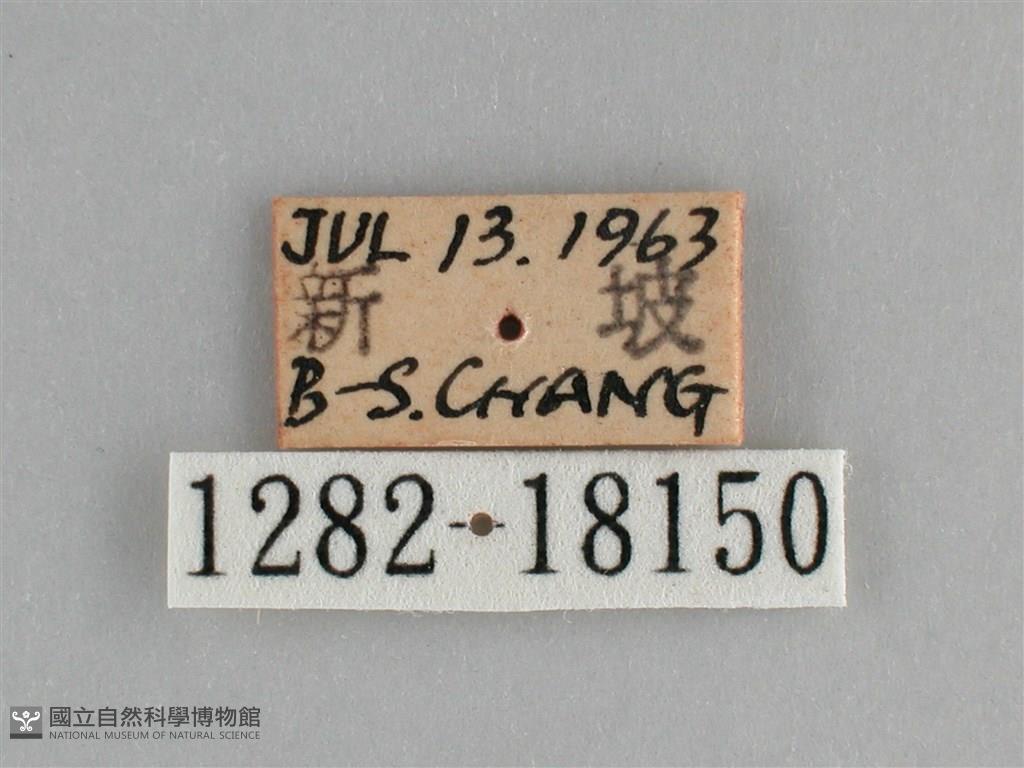 JUL 13. 1963
新 坡
B-S. CHANG
1282-18150
國立自然科學博物館
NATIONAL MUSEUM OF NATURAL SCIENCE